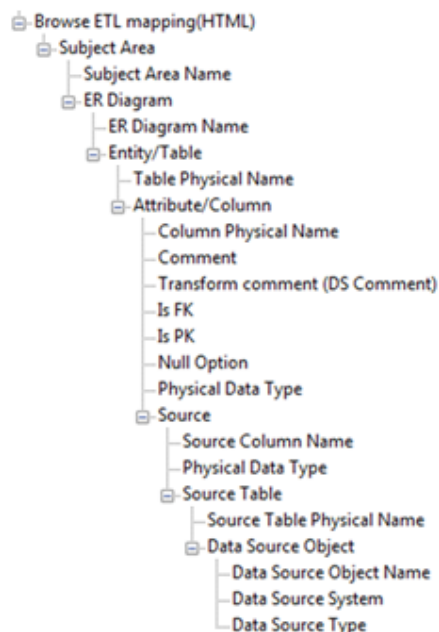 Browse ETL mapping(HTML)
Subject Area
Subject Area Name
ER Diagram
ER Diagram Name
Entity/Table
Table Physical Name
Attribute/Column
Column Physical Name
Comment
Transform comment (DS Comment)
Is FK
Is PK
Null Option
Physical Data Type
Source
Source Column Name
Physical Data Type
Source Table
Source Table Physical Name
Data Source Object
Data Source Object Name
Data Source System
Data Source Type